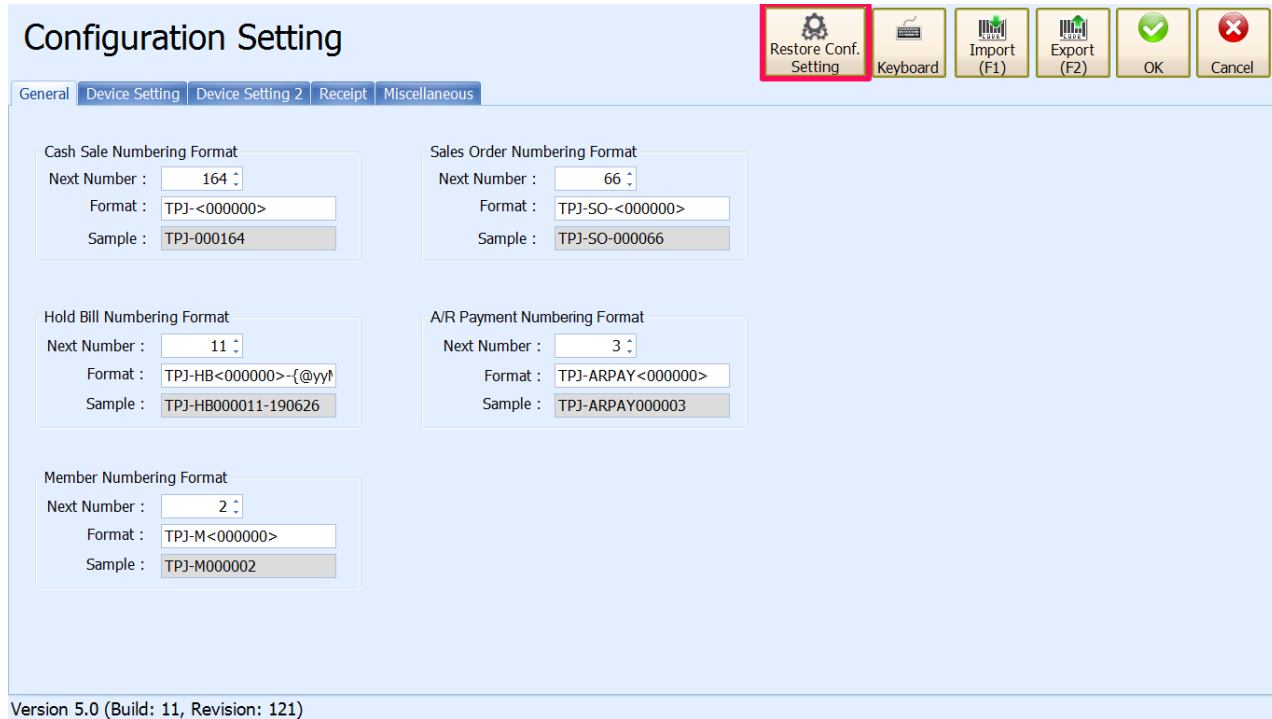 Configuration Setting
Restore Conf.
Setting
Keyboard
Import
(F1)
Export
(F2)
OK
Cancel
General
Device Setting
Device Setting 2
Receipt
Miscellaneous
Cash Sale Numbering Format
Next Number :
164
Format :
TPJ-<000000>
Sample :
TPJ-000164
Sales Order Numbering Format
Next Number :
66
Format :
TPJ-SO-<000000>
Sample :
TPJ-SO-000066
Hold Bill Numbering Format
Next Number :
11
Format :
TPJ-HB<000000>-{@yyM
Sample :
TPJ-HB000011-190626
A/R Payment Numbering Format
Next Number :
3
Format :
TPJ-ARPAY<000000>
Sample :
TPJ-ARPAY000003
Member Numbering Format
Next Number :
2
Format :
TPJ-M<000000>
Sample :
TPJ-M000002
Version 5.0 (Build: 11, Revision: 121)